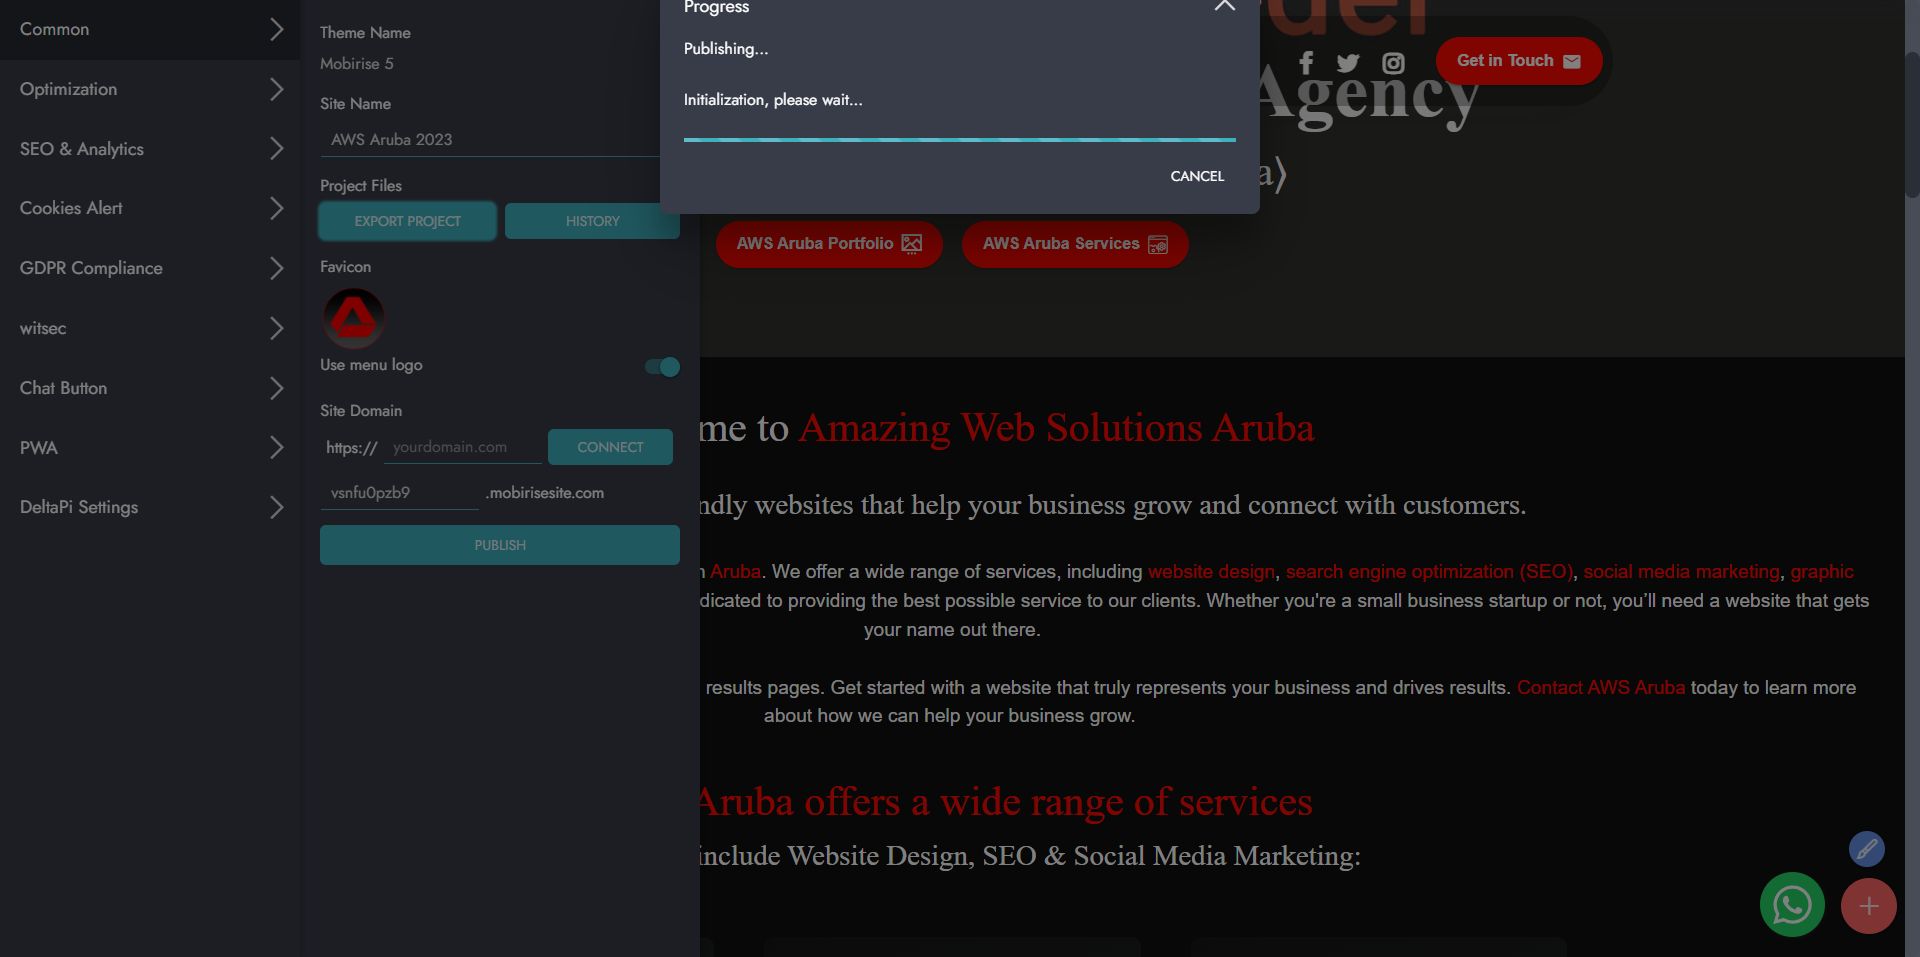 Common
Optimization
SEO & Analytics
Cookies Alert
GDPR Compliance
witsec
Chat Button
PWA
DeltaPi Settings
Theme Name
Mobirise 5
Site Name
AWS Aruba 2023
Project Files
EXPORT PROJECT
HISTORY
Favicon
Use menu logo
Site Domain
https://
yourdomain.com
CONNECT
vsnfu0pzb9
.mobirisesite.com
PUBLISH
Progress
Publishing...
Initialization, please wait...
CANCEL
Get in Touch
Agency
a⟩
AWS Aruba Portfolio
AWS Aruba Services
me to Amazing Web Solutions Aruba
ndly websites that help your business grow and connect with customers.
Aruba. We offer a wide range of services, including website design, search engine optimization (SEO), social media marketing, graphic
dicated to providing the best possible service to our clients. Whether you're a small business startup or not, you’ll need a website that gets
your name out there.
results pages. Get started with a website that truly represents your business and drives results. Contact AWS Aruba today to learn more
about how we can help your business grow.
Aruba offers a wide range of services
include Website Design, SEO & Social Media Marketing: